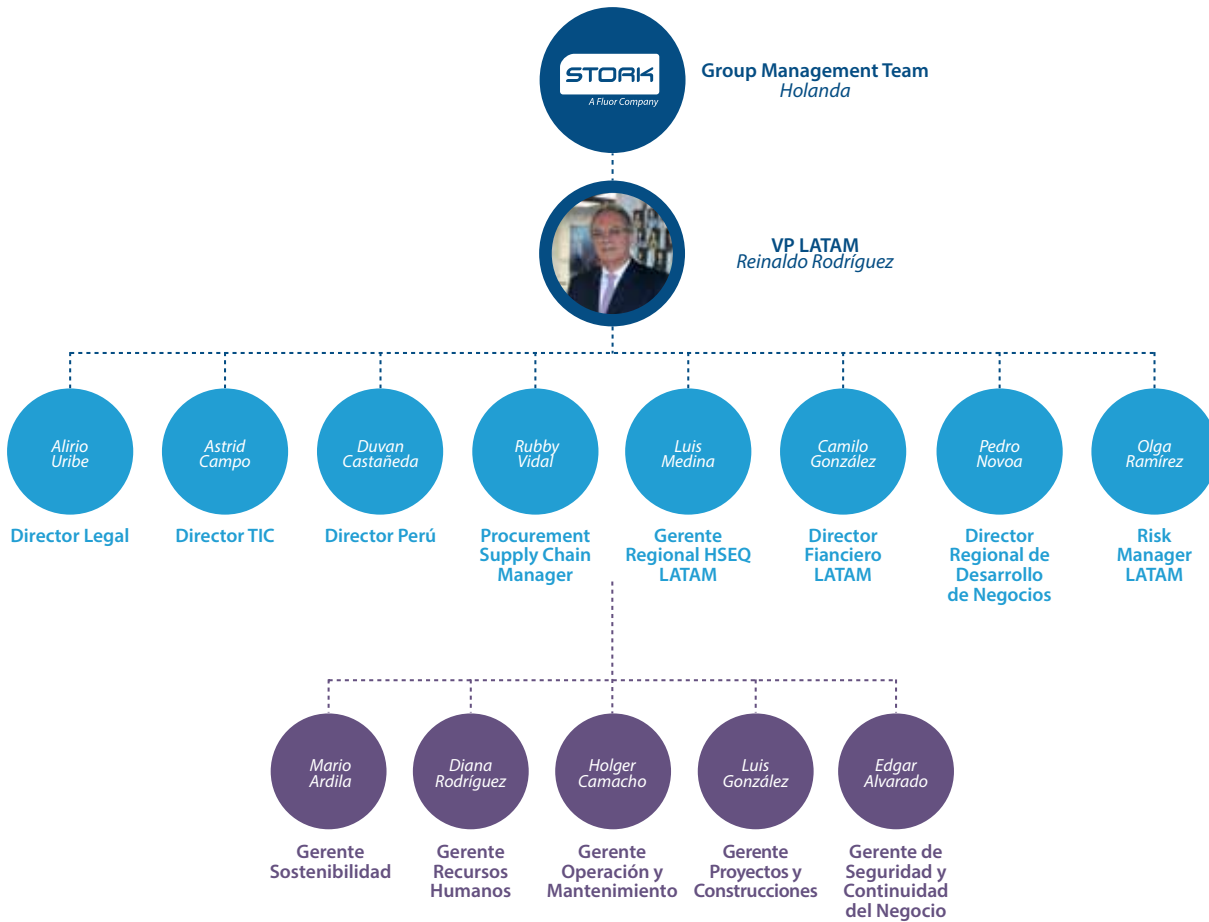 STORK
A Fluor Company
Group Management Team
Holanda
VP LATAM
Reinaldo Rodríguez
Alirio
Uribe
Director Legal
Astrid
Campo
Director TIC
Duvan
Castañeda
Director Perú
Rubby
Vidal
Procurement
Supply Chain
Manager
Luis
Medina
Gerente
Regional HSEQ
LATAM
Camilo
González
Director
Fianciero
LATAM
Pedro
Novoa
Director
Regional de
Desarrollo
de Negocios
Olga
Ramírez
Risk
Manager
LATAM
Mario
Ardila
Gerente
Sostenibilidad
Diana
Rodríguez
Gerente
Recursos
Humanos
Holger
Camacho
Gerente
Operación y
Mantenimiento
Luis
González
Gerente
Proyectos y
Construcciones
Edgar
Alvarado
Gerente de
Seguridad y
Continuidad
del Negocio